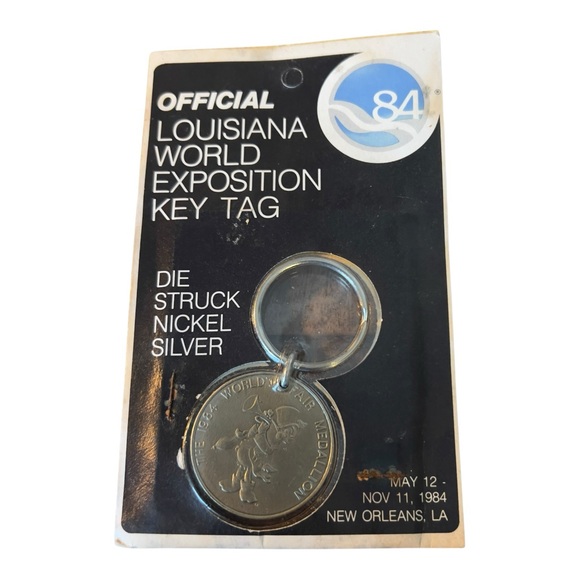 OFFICIAL
LOUISIANA
WORLD
EXPOSITION
KEY TAG
84
®
DIE
STRUCK
NICKEL
SILVER
THE 1984 WORLD'S FAIR MEDALLION
MAY 12 -
NOV 11, 1984
NEW ORLEANS, LA